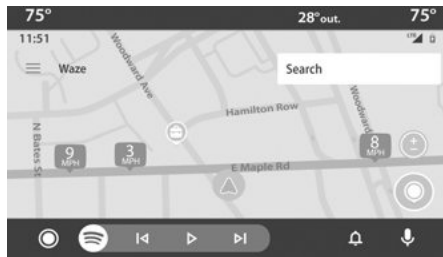 75°
28°out.
75°
11:51
LTE
Waze
Search
Woodward Ave
Hamilton Row
Woodward
N Bates St
9
MPH
3
MPH
8
MPH
E Maple Rd